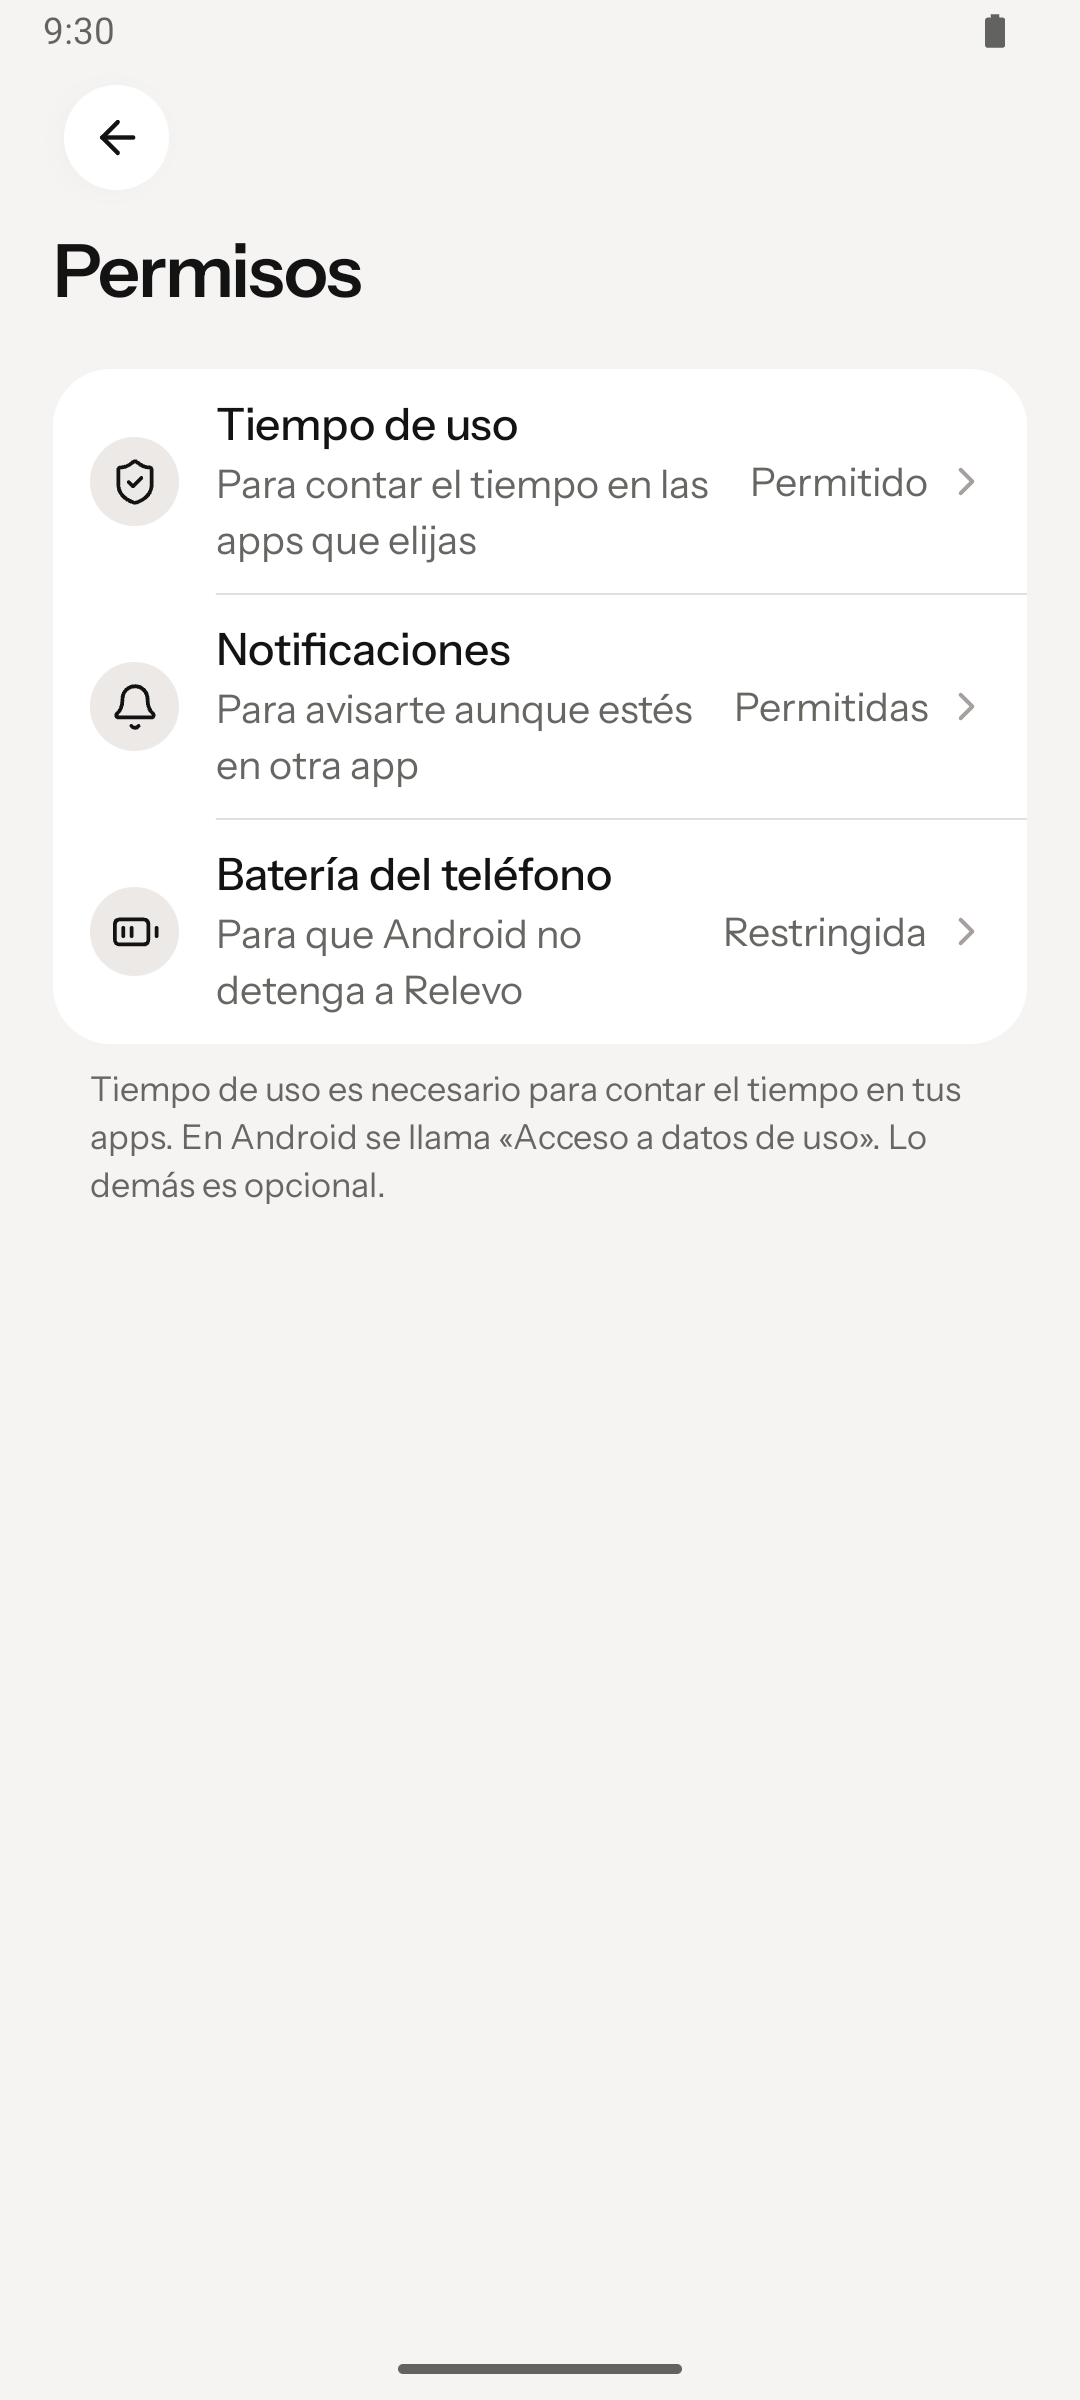 9:30
Permisos
Tiempo de uso
Para contar el tiempo en las
apps que elijas
Permitido
Notificaciones
Para avisarte aunque estés
en otra app
Permitidas
Batería del teléfono
Para que Android no
detenga a Relevo
Restringida
Tiempo de uso es necesario para contar el tiempo en tus
apps. En Android se llama «Acceso a datos de uso». Lo
demás es opcional.